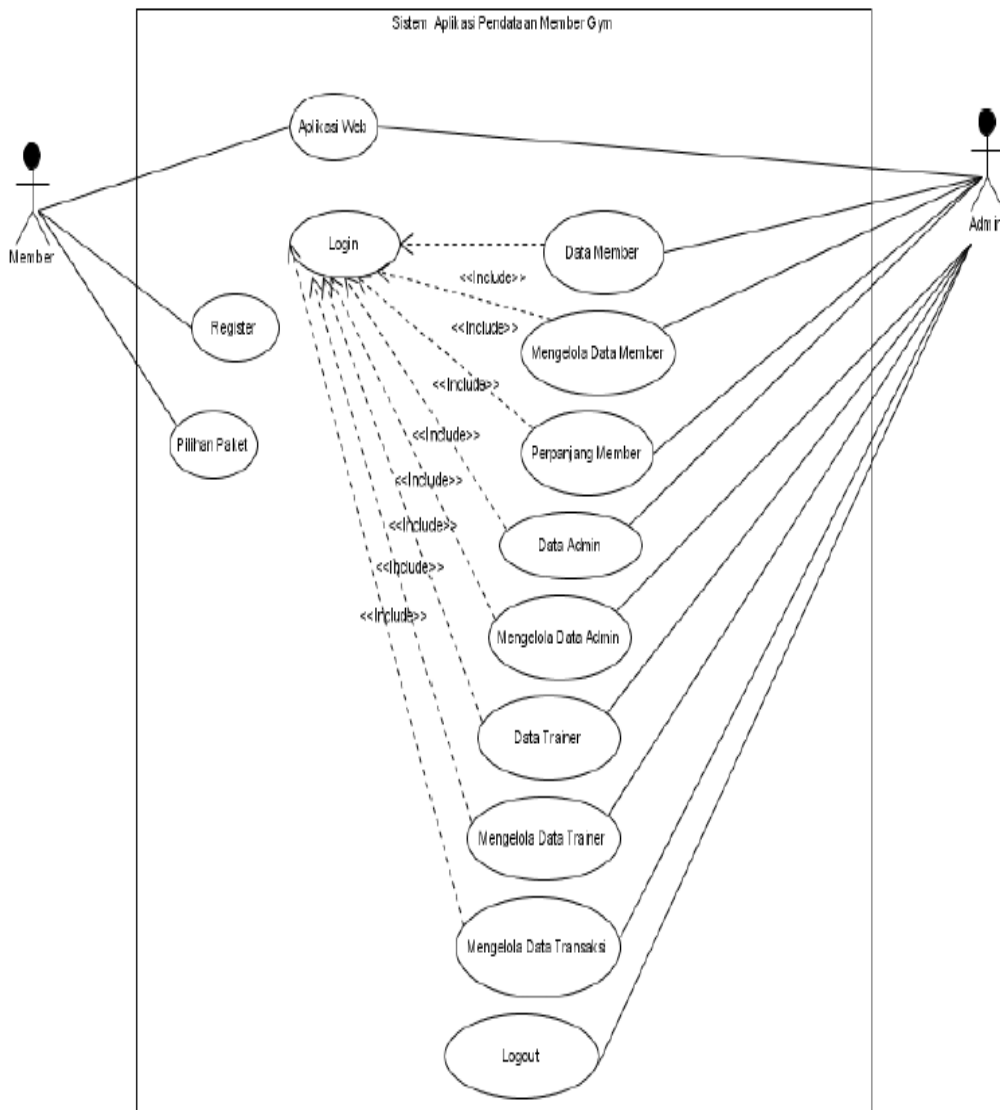 Sistem Aplikasi Pendataan Member Gym
Aplikasi Web
Member
Admin
Login
Data Member
<<Include>>
Register
<<Include>>
Mengelola Data Member
<<Include>>
Pilihan Paket
<<Include>>
Perpanjang Member
<<Include>>
<<Include>>
Data Admin
<<Include>>
<<Include>>
Mengelola Data Admin
Data Trainer
Mengelola Data Trainer
Mengelola Data Transaksi
Logout